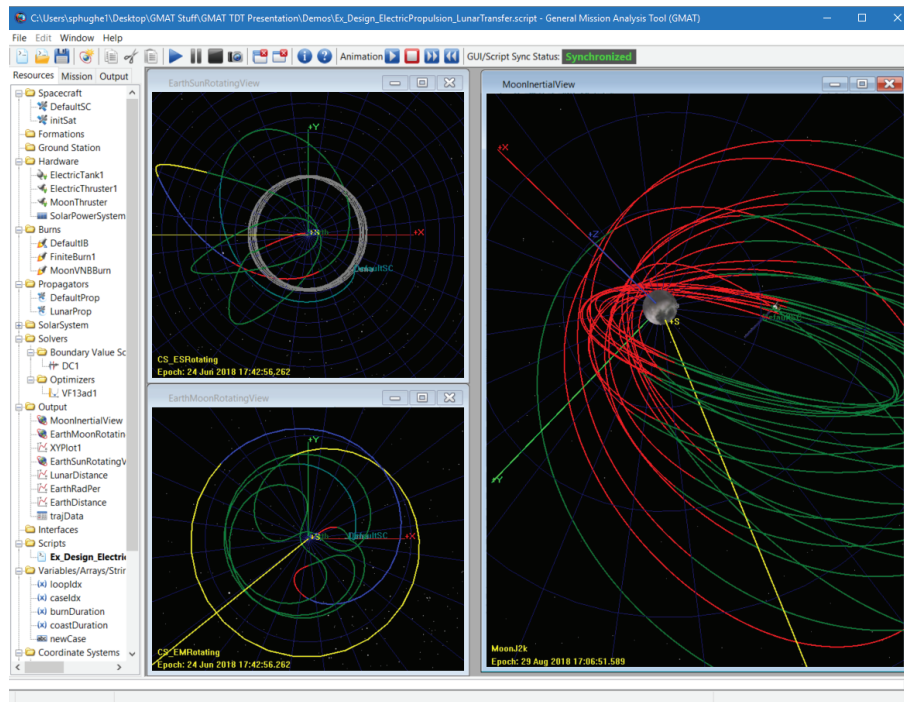 C:\Users\sphughe1\Desktop\GMAT Stuff\GMAT TDT Presentation\Demos\Ex_Design_ElectricPropulsion_LunarTransfer.script - General Mission Analysis Tool (GMAT)
File Edit Window Help
Animation GUI/Script Sync Status: Synchronized
Resources Mission Output
Spacecraft
DefaultSC
initSat
Formations
Ground Station
Hardware
ElectricTank1
ElectricThruster1
MoonThruster
SolarPowerSystem
Burns
DefaultIB
FiniteBurn1
MoonVNBBurn
Propagators
DefaultProp
LunarProp
SolarSystem
Solvers
Boundary Value Sc
DC1
Optimizers
VF13ad1
Output
MoonInertialView
EarthMoonRotatin
XYPlot1
EarthSunRotatingV
LunarDistance
EarthRadPer
EarthDistance
trajData
Interfaces
Scripts
Ex_Design_Electri
Variables/Arrays/Strir
(x) loopIdx
(x) caseIdx
(x) burnDuration
(x) coastDuration
newCase
Coordinate Systems
EarthSunRotatingView
+Y
+X
DefaultSC
CS_ESRotating
Epoch: 24 Jun 2018 17:42:56.262
EarthMoonRotatingView
+Y
+S
+X
DefaultSC
CS_EMRotating
Epoch: 24 Jun 2018 17:42:56.262
MoonInertialView
+X
+Z
+S
DefaultSC
+Y
MoonJ2k
Epoch: 29 Aug 2018 17:06:51.589